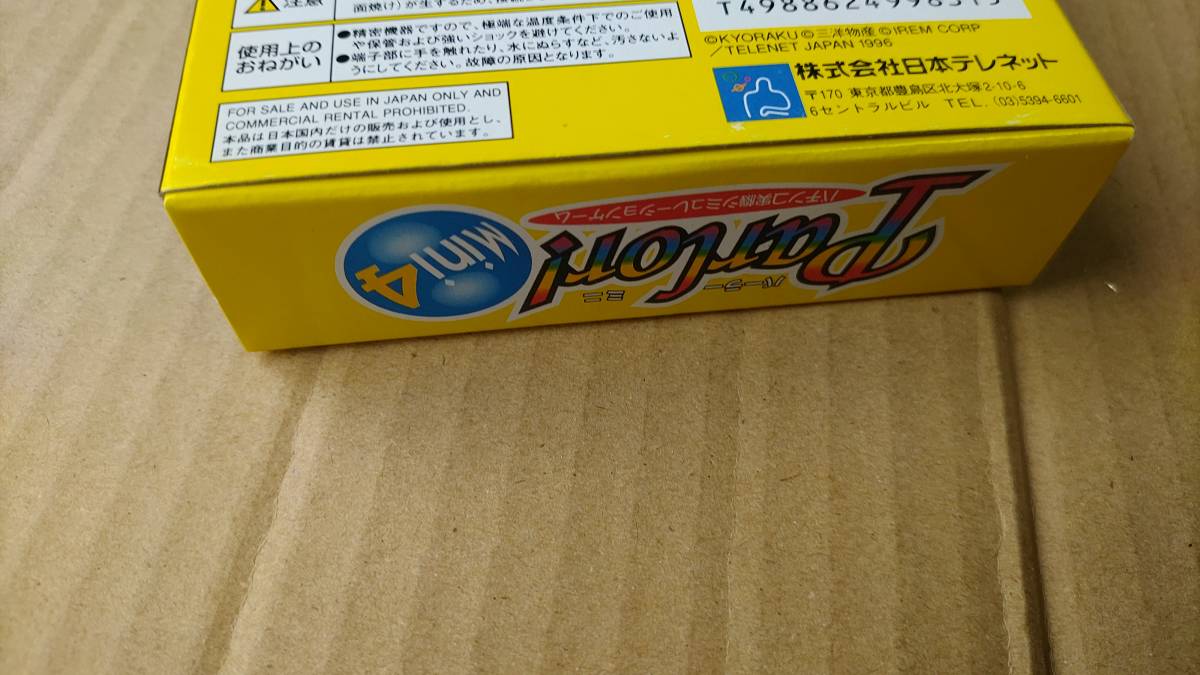 注意
面焼け)が生ずるため、
使用上の
おねがい
●精密機器ですので、極端な温度条件下でのご使用
や保管および強いショックを避けてください。
●端子部に手を触れたり、水にぬらすなど、汚さないよ
うにしてください。故障の原因となります。
FOR SALE AND USE IN JAPAN ONLY AND
COMMERCIAL RENTAL PROHIBITED.
本品は日本国内だけの販売および使用とし、
また商業目的の賃貸は禁止されています。
T4988624998515
©KYORAKU©三洋物産©IREM CORP
/TELENET JAPAN 1996
株式会社日本テレネット
〒170 東京都豊島区北大塚2-10-6
6セントラルビル TEL. (03)5394-6601
パチンコ実機シミュレーションゲーム
Parlor!
Mini
4
パーラー ミニ